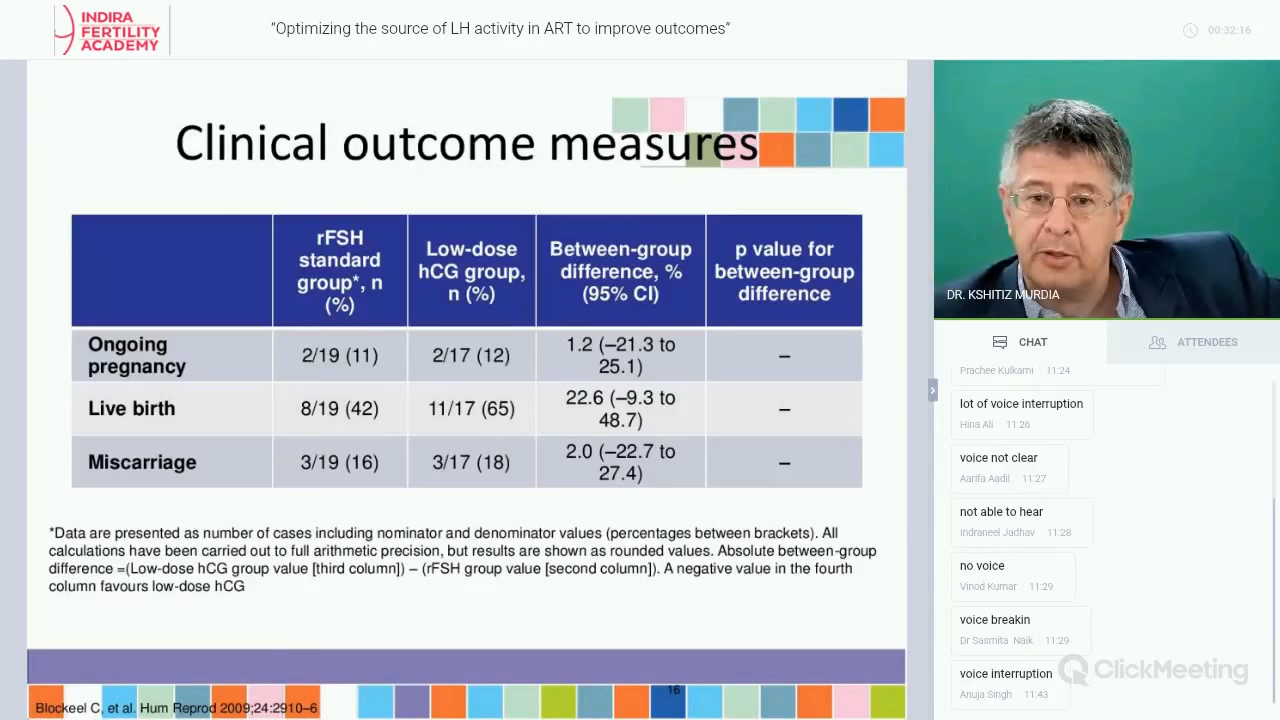 INDIRA
FERTILITY
ACADEMY
“Optimizing the source of LH activity in ART to improve outcomes”
00:32:16
Clinical outcome measures
rFSH
standard
group*, n
(%)
Low-dose
hCG group,
n (%)
Between-group
difference, %
(95% CI)
p value for
between-group
difference
Ongoing
pregnancy
2/19 (11)
2/17 (12)
1.2 (–21.3 to
25.1)
–
Live birth
8/19 (42)
11/17 (65)
22.6 (–9.3 to
48.7)
–
Miscarriage
3/19 (16)
3/17 (18)
2.0 (–22.7 to
27.4)
–
*Data are presented as number of cases including nominator and denominator values (percentages between brackets). All
calculations have been carried out to full arithmetic precision, but results are shown as rounded values. Absolute between-group
difference =(Low-dose hCG group value [third column]) – (rFSH group value [second column]). A negative value in the fourth
column favours low-dose hCG
16
Blockeel C, et al. Hum Reprod 2009;24:2910–6
DR. KSHITIZ MURDIA
CHAT
ATTENDEES
Prachee Kulkarni 11:24
lot of voice interruption
Hina Ali 11:26
voice not clear
Aarifa Aadil 11:27
not able to hear
Indraneel Jadhav 11:28
no voice
Vinod Kumar 11:29
voice breakin
Dr Sasmita Naik 11:29
voice interruption
Anuja Singh 11:43
ClickMeeting